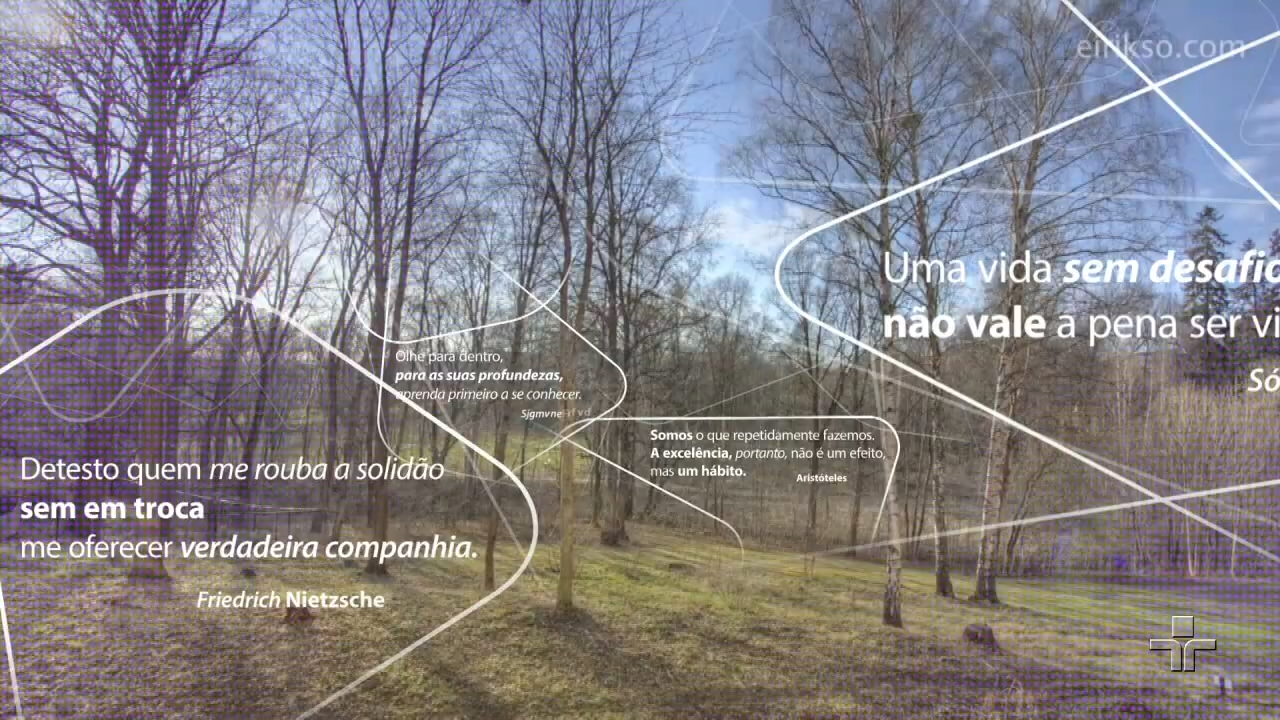 eirikso.com
Uma vida sem desafio
não vale a pena ser vi
Só
Olhe para dentro,
para as suas profundezas,
aprenda primeiro a se conhecer.
Somos o que repetidamente fazemos.
A excelência, portanto, não é um efeito,
mas um hábito.
Aristóteles
Detesto quem me rouba a solidão
sem em troca
me oferecer verdadeira companhia.
Friedrich Nietzsche